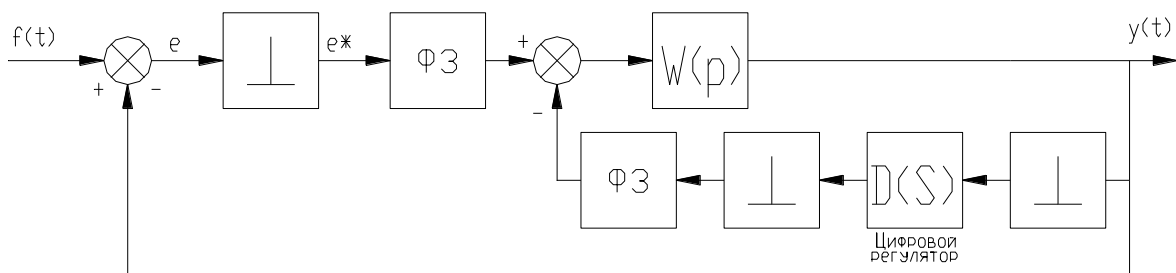 f(t)
e
e*
ФЗ
W(p)
y(t)
+
-
+
-
ФЗ
D(S)
Цифровой
регулятор